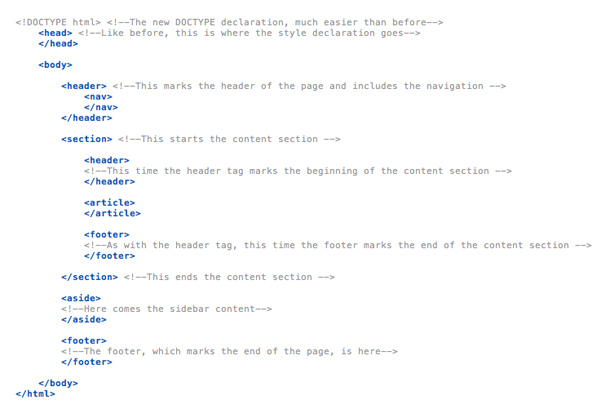 <!DOCTYPE html> <!--The new DOCTYPE declaration, much easier than before-->
<head> <!--Like before, this is where the style declaration goes-->
</head>
<body>
<header> <!--This marks the header of the page and includes the navigation -->
<nav>
</nav>
</header>
<section> <!--This starts the content section -->
<header>
<!--This time the header tag marks the beginning of the content section -->
</header>
<article>
</article>
<footer>
<!--As with the header tag, this time the footer marks the end of the content section -->
</footer>
</section> <!--This ends the content section -->
<aside>
<!--Here comes the sidebar content-->
</aside>
<footer>
<!--The footer, which marks the end of the page, is here-->
</footer>
</body>
</html>